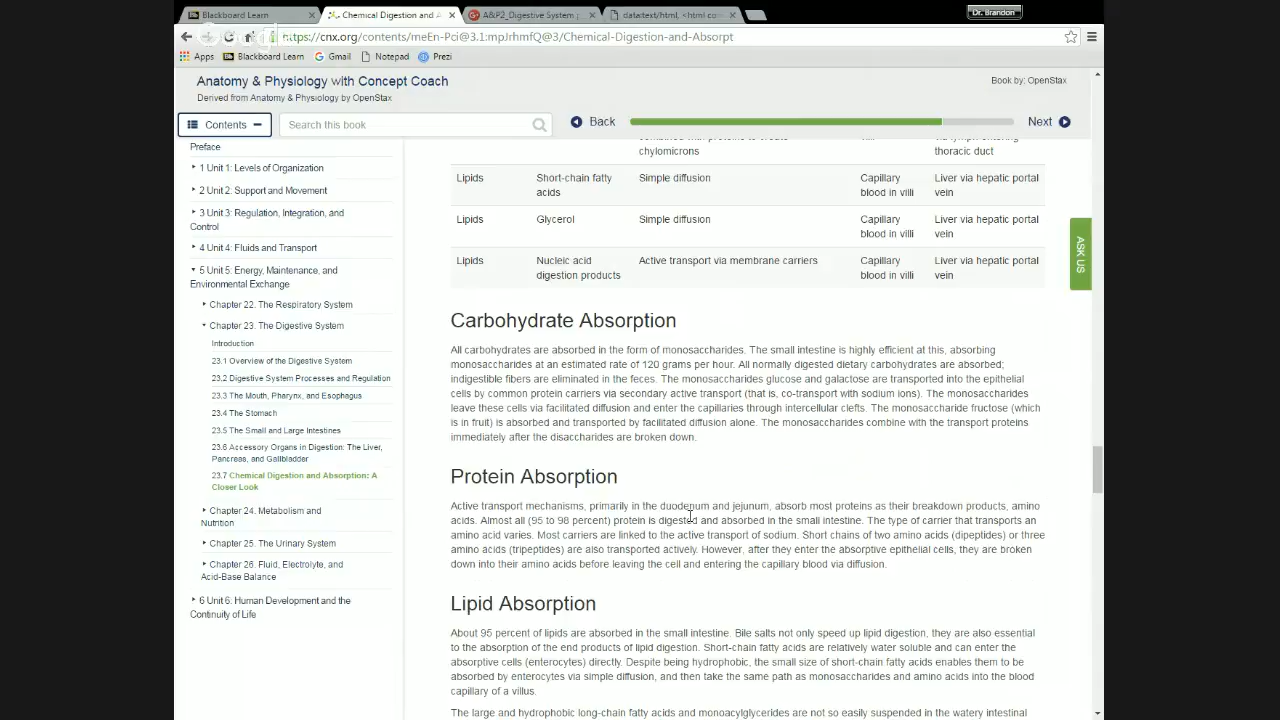 Blackboard Learn
Chemical Digestion and A
A&P2_Digestive System
data:text/html, <html con
Dr. Brandon
https://cnx.org/contents/meEn-Pci@3.1:mpJrhmfQ@3/Chemical-Digestion-and-Absorpt
Apps Blackboard Learn Gmail Notepad Prezi
Anatomy & Physiology with Concept Coach
Book by: OpenStax
Derived from Anatomy & Physiology by OpenStax
Contents
Search this book
Back
Next
Preface
1 Unit 1: Levels of Organization
2 Unit 2: Support and Movement
3 Unit 3: Regulation, Integration, and
Control
4 Unit 4: Fluids and Transport
5 Unit 5: Energy, Maintenance, and
Environmental Exchange
Chapter 22. The Respiratory System
Chapter 23. The Digestive System
Introduction
23.1 Overview of the Digestive System
23.2 Digestive System Processes and Regulation
23.3 The Mouth, Pharynx, and Esophagus
23.4 The Stomach
23.5 The Small and Large Intestines
23.6 Accessory Organs in Digestion: The Liver,
Pancreas, and Gallbladder
23.7 Chemical Digestion and Absorption: A
Closer Look
Chapter 24. Metabolism and
Nutrition
Chapter 25. The Urinary System
Chapter 26. Fluid, Electrolyte, and
Acid-Base Balance
6 Unit 6: Human Development and the
Continuity of Life
combined with proteins to create villi via lymph entering
chylomicrons thoracic duct
Lipids Short-chain fatty Simple diffusion Capillary Liver via hepatic portal
acids blood in villi vein
Lipids Glycerol Simple diffusion Capillary Liver via hepatic portal
blood in villi vein
Lipids Nucleic acid Active transport via membrane carriers Capillary Liver via hepatic portal
digestion products blood in villi vein
Carbohydrate Absorption
All carbohydrates are absorbed in the form of monosaccharides. The small intestine is highly efficient at this, absorbing
monosaccharides at an estimated rate of 120 grams per hour. All normally digested dietary carbohydrates are absorbed;
indigestible fibers are eliminated in the feces. The monosaccharides glucose and galactose are transported into the epithelial
cells by common protein carriers via secondary active transport (that is, co-transport with sodium ions). The monosaccharides
leave these cells via facilitated diffusion and enter the capillaries through intercellular clefts. The monosaccharide fructose (which
is in fruit) is absorbed and transported by facilitated diffusion alone. The monosaccharides combine with the transport proteins
immediately after the disaccharides are broken down.
Protein Absorption
Active transport mechanisms, primarily in the duodenum and jejunum, absorb most proteins as their breakdown products, amino
acids. Almost all (95 to 98 percent) protein is digested and absorbed in the small intestine. The type of carrier that transports an
amino acid varies. Most carriers are linked to the active transport of sodium. Short chains of two amino acids (dipeptides) or three
amino acids (tripeptides) are also transported actively. However, after they enter the absorptive epithelial cells, they are broken
down into their amino acids before leaving the cell and entering the capillary blood via diffusion.
Lipid Absorption
About 95 percent of lipids are absorbed in the small intestine. Bile salts not only speed up lipid digestion, they are also essential
to the absorption of the end products of lipid digestion. Short-chain fatty acids are relatively water soluble and can enter the
absorptive cells (enterocytes) directly. Despite being hydrophobic, the small size of short-chain fatty acids enables them to be
absorbed by enterocytes via simple diffusion, and then take the same path as monosaccharides and amino acids into the blood
capillary of a villus.
The large and hydrophobic long-chain fatty acids and monoacylglycerides are not so easily suspended in the watery intestinal
ASK US